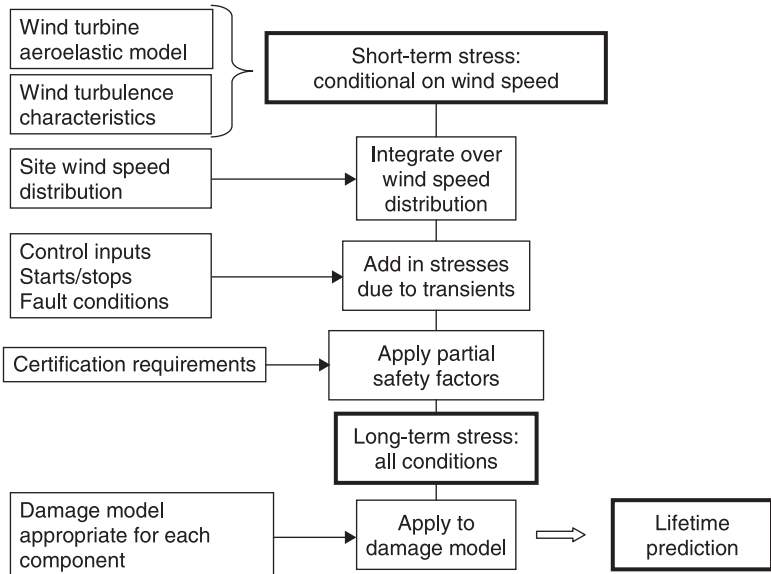 Wind turbine
aeroelastic model
Wind turbulence
characteristics
Short-term stress:
conditional on wind speed
Site wind speed
distribution
Integrate over
wind speed
distribution
Control inputs
Starts/stops
Fault conditions
Add in stresses
due to transients
Certification requirements
Apply partial
safety factors
Long-term stress:
all conditions
Damage model
appropriate for each
component
Apply to
damage model
Lifetime
prediction